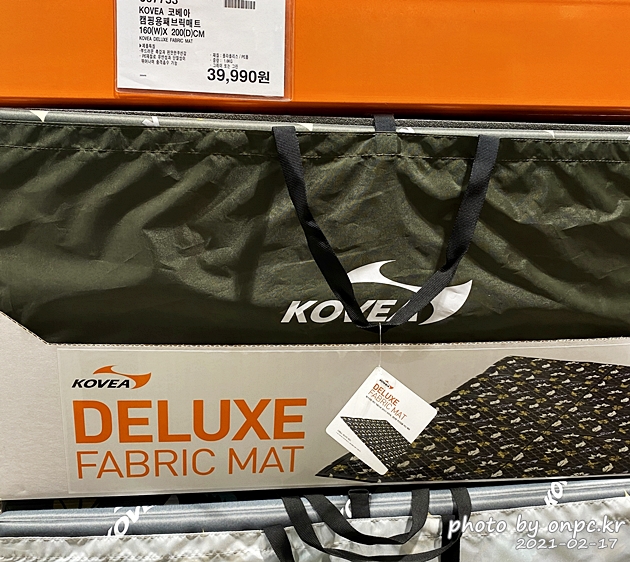 KOVEA 코베아
캠핑용패브릭매트
160(W)X 200(D)CM
KOVEA DELUXE FABRIC MAT
39,990원
KOVEA
KOVEA
DELUXE
FABRIC MAT
KOVEA
DELUXE
FABRIC MAT
photo by onpc.kr
2021-02-17